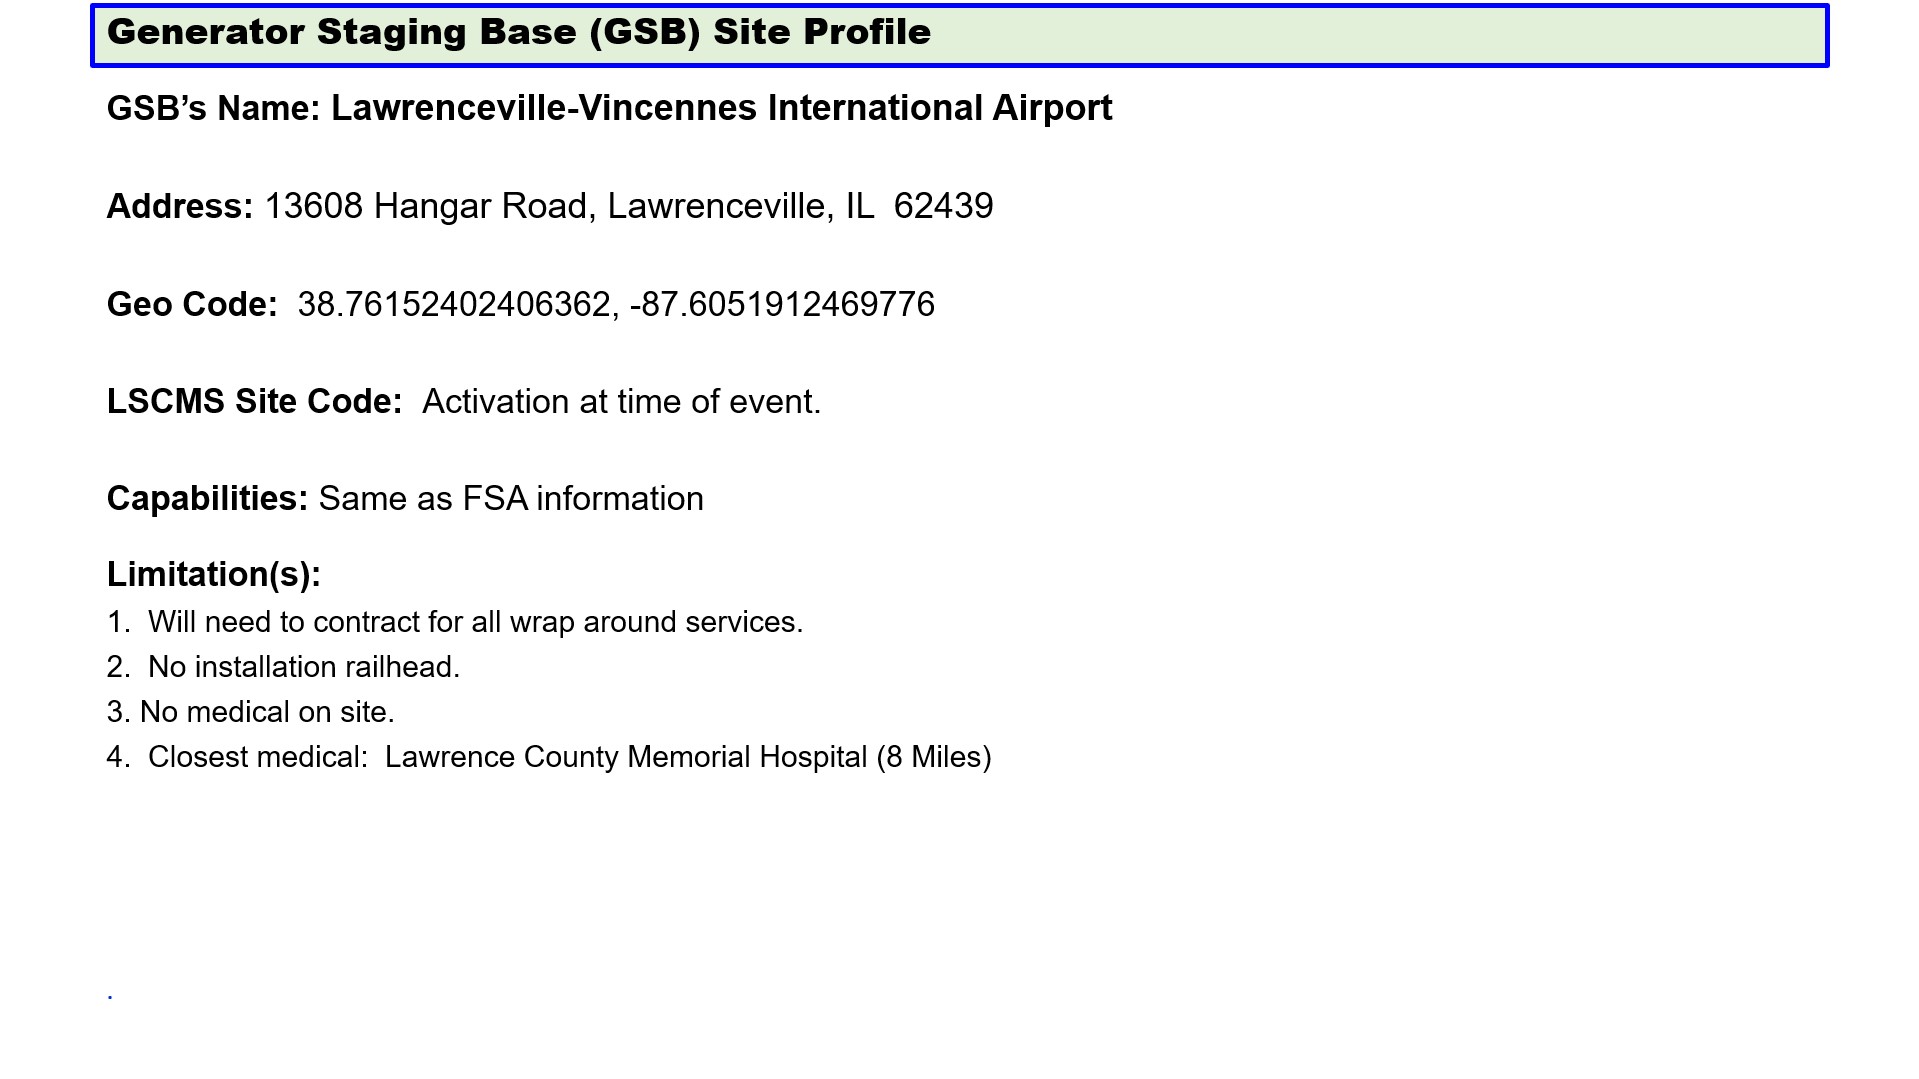 Generator Staging Base (GSB) Site Profile
GSB’s Name: Lawrenceville-Vincennes International Airport
Address: 13608 Hangar Road, Lawrenceville, IL  62439
Geo Code:  38.76152402406362, -87.6051912469776
LSCMS Site Code:  Activation at time of event.
Capabilities: Same as FSA information
Limitation(s):
1.  Will need to contract for all wrap around services.
2.  No installation railhead.
3. No medical on site.
4.  Closest medical:  Lawrence County Memorial Hospital (8 Miles)
.